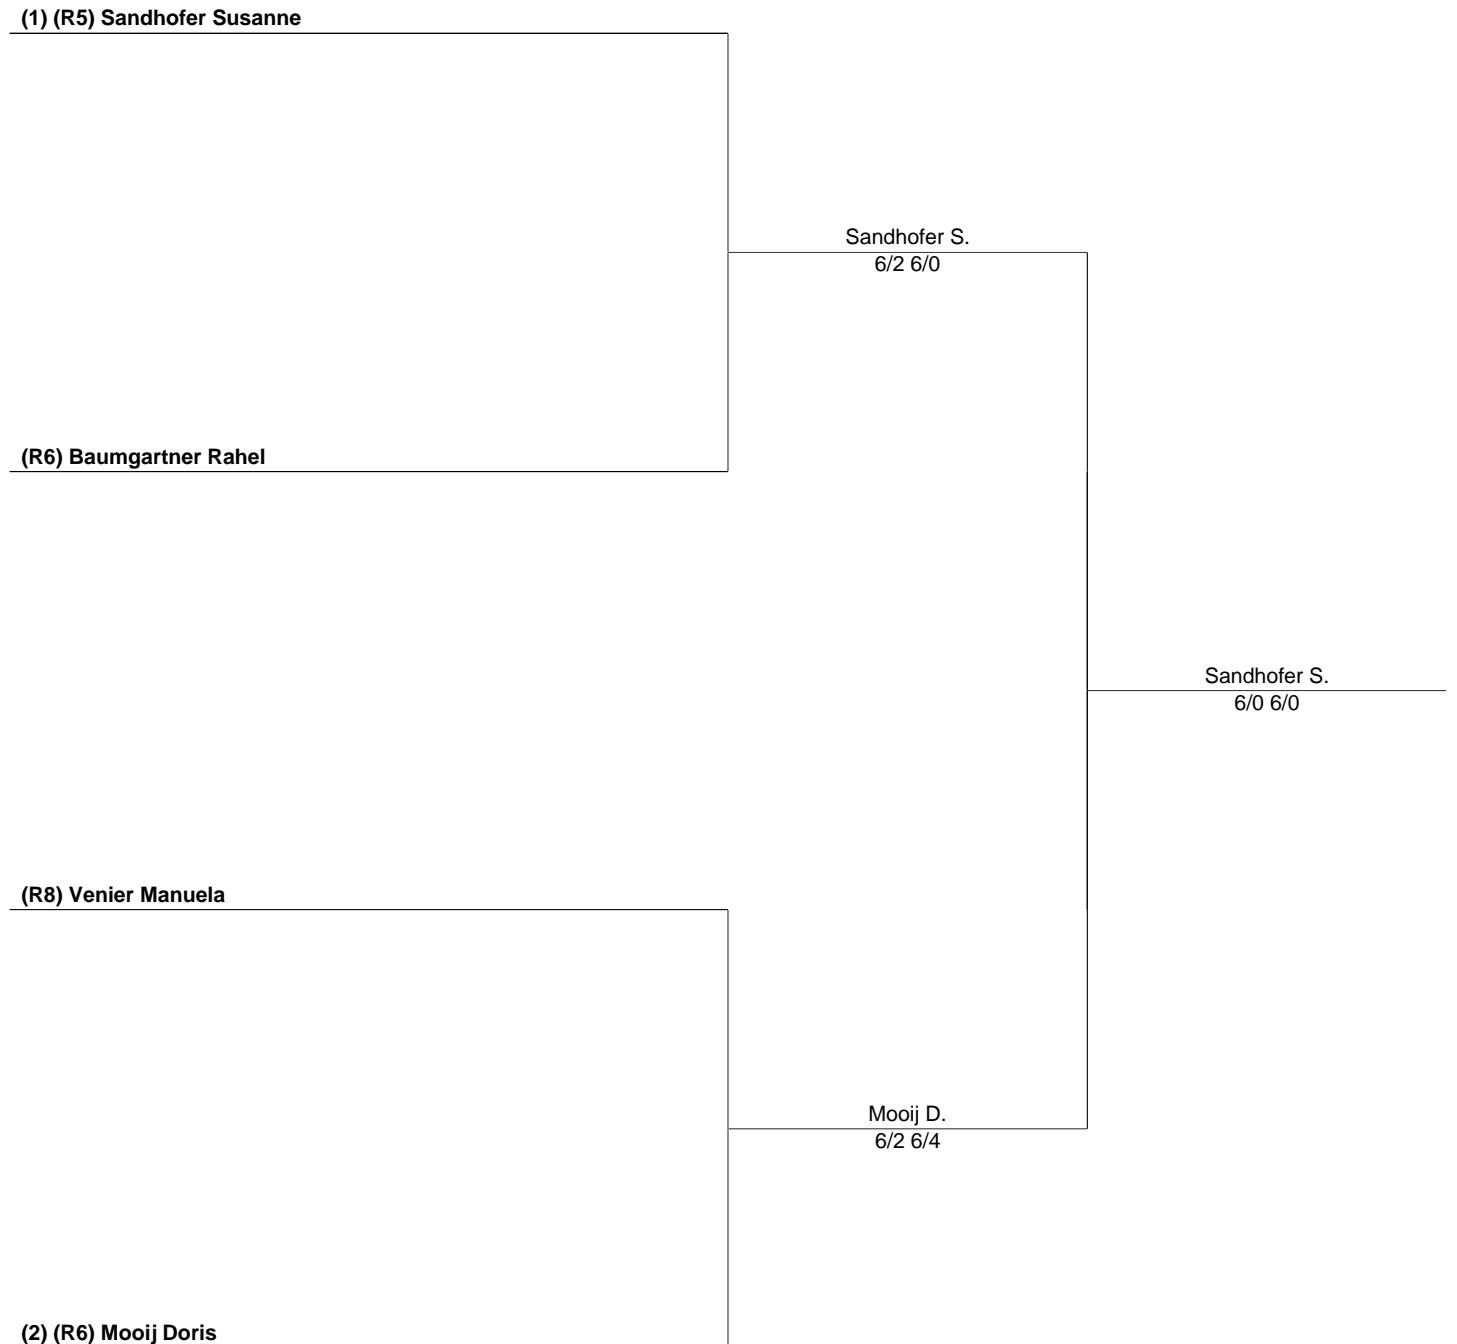 (1) (R5) Sandhofer Susanne
Sandhofer S.
6/2 6/0
(R6) Baumgartner Rahel
Sandhofer S.
6/0 6/0
(R8) Venier Manuela
Mooij D.
6/2 6/4
(2) (R6) Mooij Doris